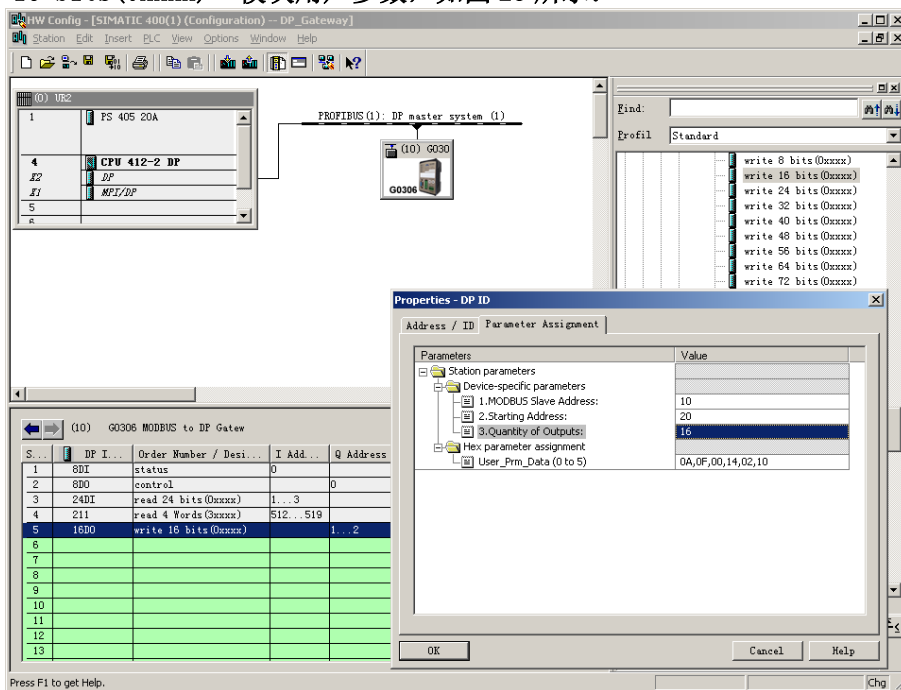 HW Config - [SIMATIC 400(1) (Configuration) -- DP_Gateway]
Station Edit Insert PLC View Options Window Help
(0) UR2
1 PS 405 20A
4 CPU 412-2 DP
X2 DP
X1 MPI/DP
5
6
PROFIBUS(1): DP master system (1)
(10) G030
G0306
Find:
Profil Standard
write 8 bits(0xxxx)
write 16 bits(0xxxx)
write 24 bits(0xxxx)
write 32 bits(0xxxx)
write 40 bits(0xxxx)
write 48 bits(0xxxx)
write 56 bits(0xxxx)
write 64 bits(0xxxx)
write 72 bits(0xxxx)
Properties - DP ID
Address / ID Parameter Assignment
Parameters Value
Station parameters
Device-specific parameters
1.MODBUS Slave Address: 10
2.Starting Address: 20
3.Quantity of Outputs: 16
Hex parameter assignment
User_Prm_Data (0 to 5) 0A,0F,00,14,02,10
OK Cancel Help
(10) G0306 MODBUS to DP Gatew
S... DP I... Order Number / Desi... I Add... Q Address
1 8DI status 0
2 8DO control 0
3 24DI read 24 bits(0xxxx) 1...3
4 211 read 4 Words(3xxxx) 512...519
5 16DO write 16 bits(0xxxx) 1...2
6
7
8
9
10
11
12
13
Press F1 to get Help. Chg